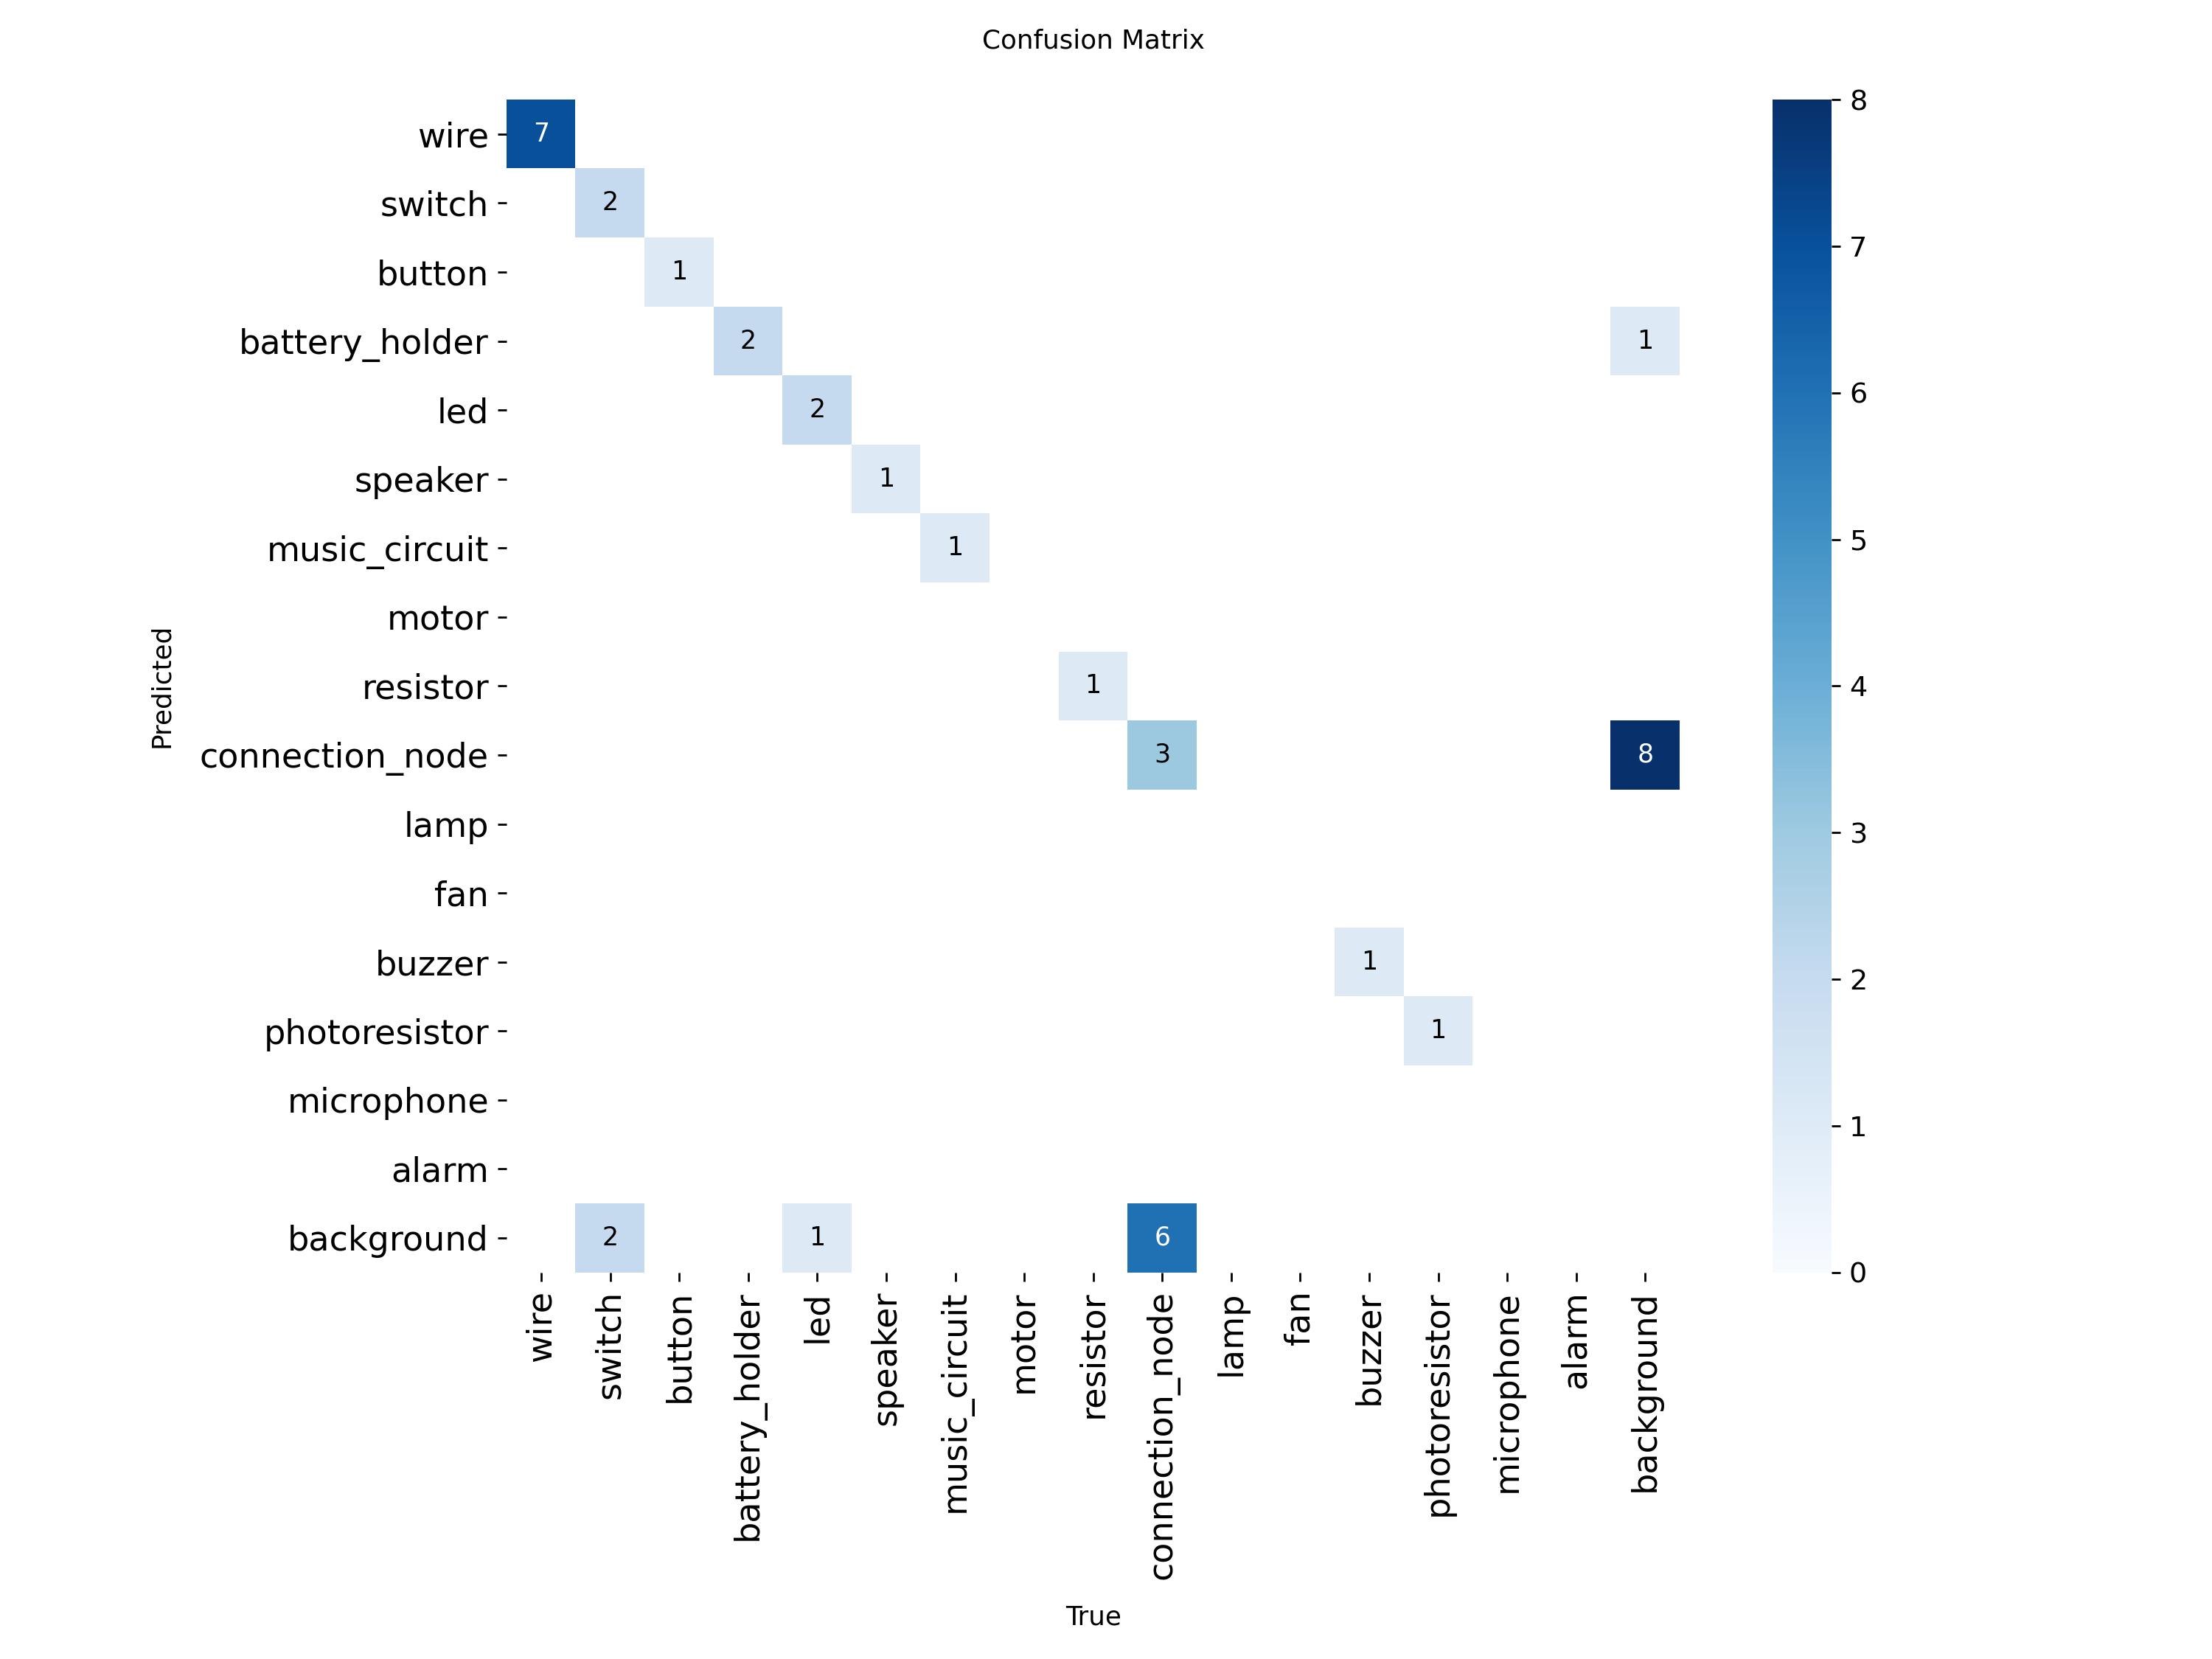 Confusion Matrix
wire 7
switch 2
button 1
battery_holder 2 1
led 2
speaker 1
music_circuit 1
motor
resistor 1
connection_node 3 8
lamp
fan
buzzer 1
photoresistor 1
microphone
alarm
background 2 1 6
Predicted
wire
switch
button
battery_holder
led
speaker
music_circuit
motor
resistor
connection_node
lamp
fan
buzzer
photoresistor
microphone
alarm
background
True
8
7
6
5
4
3
2
1
0